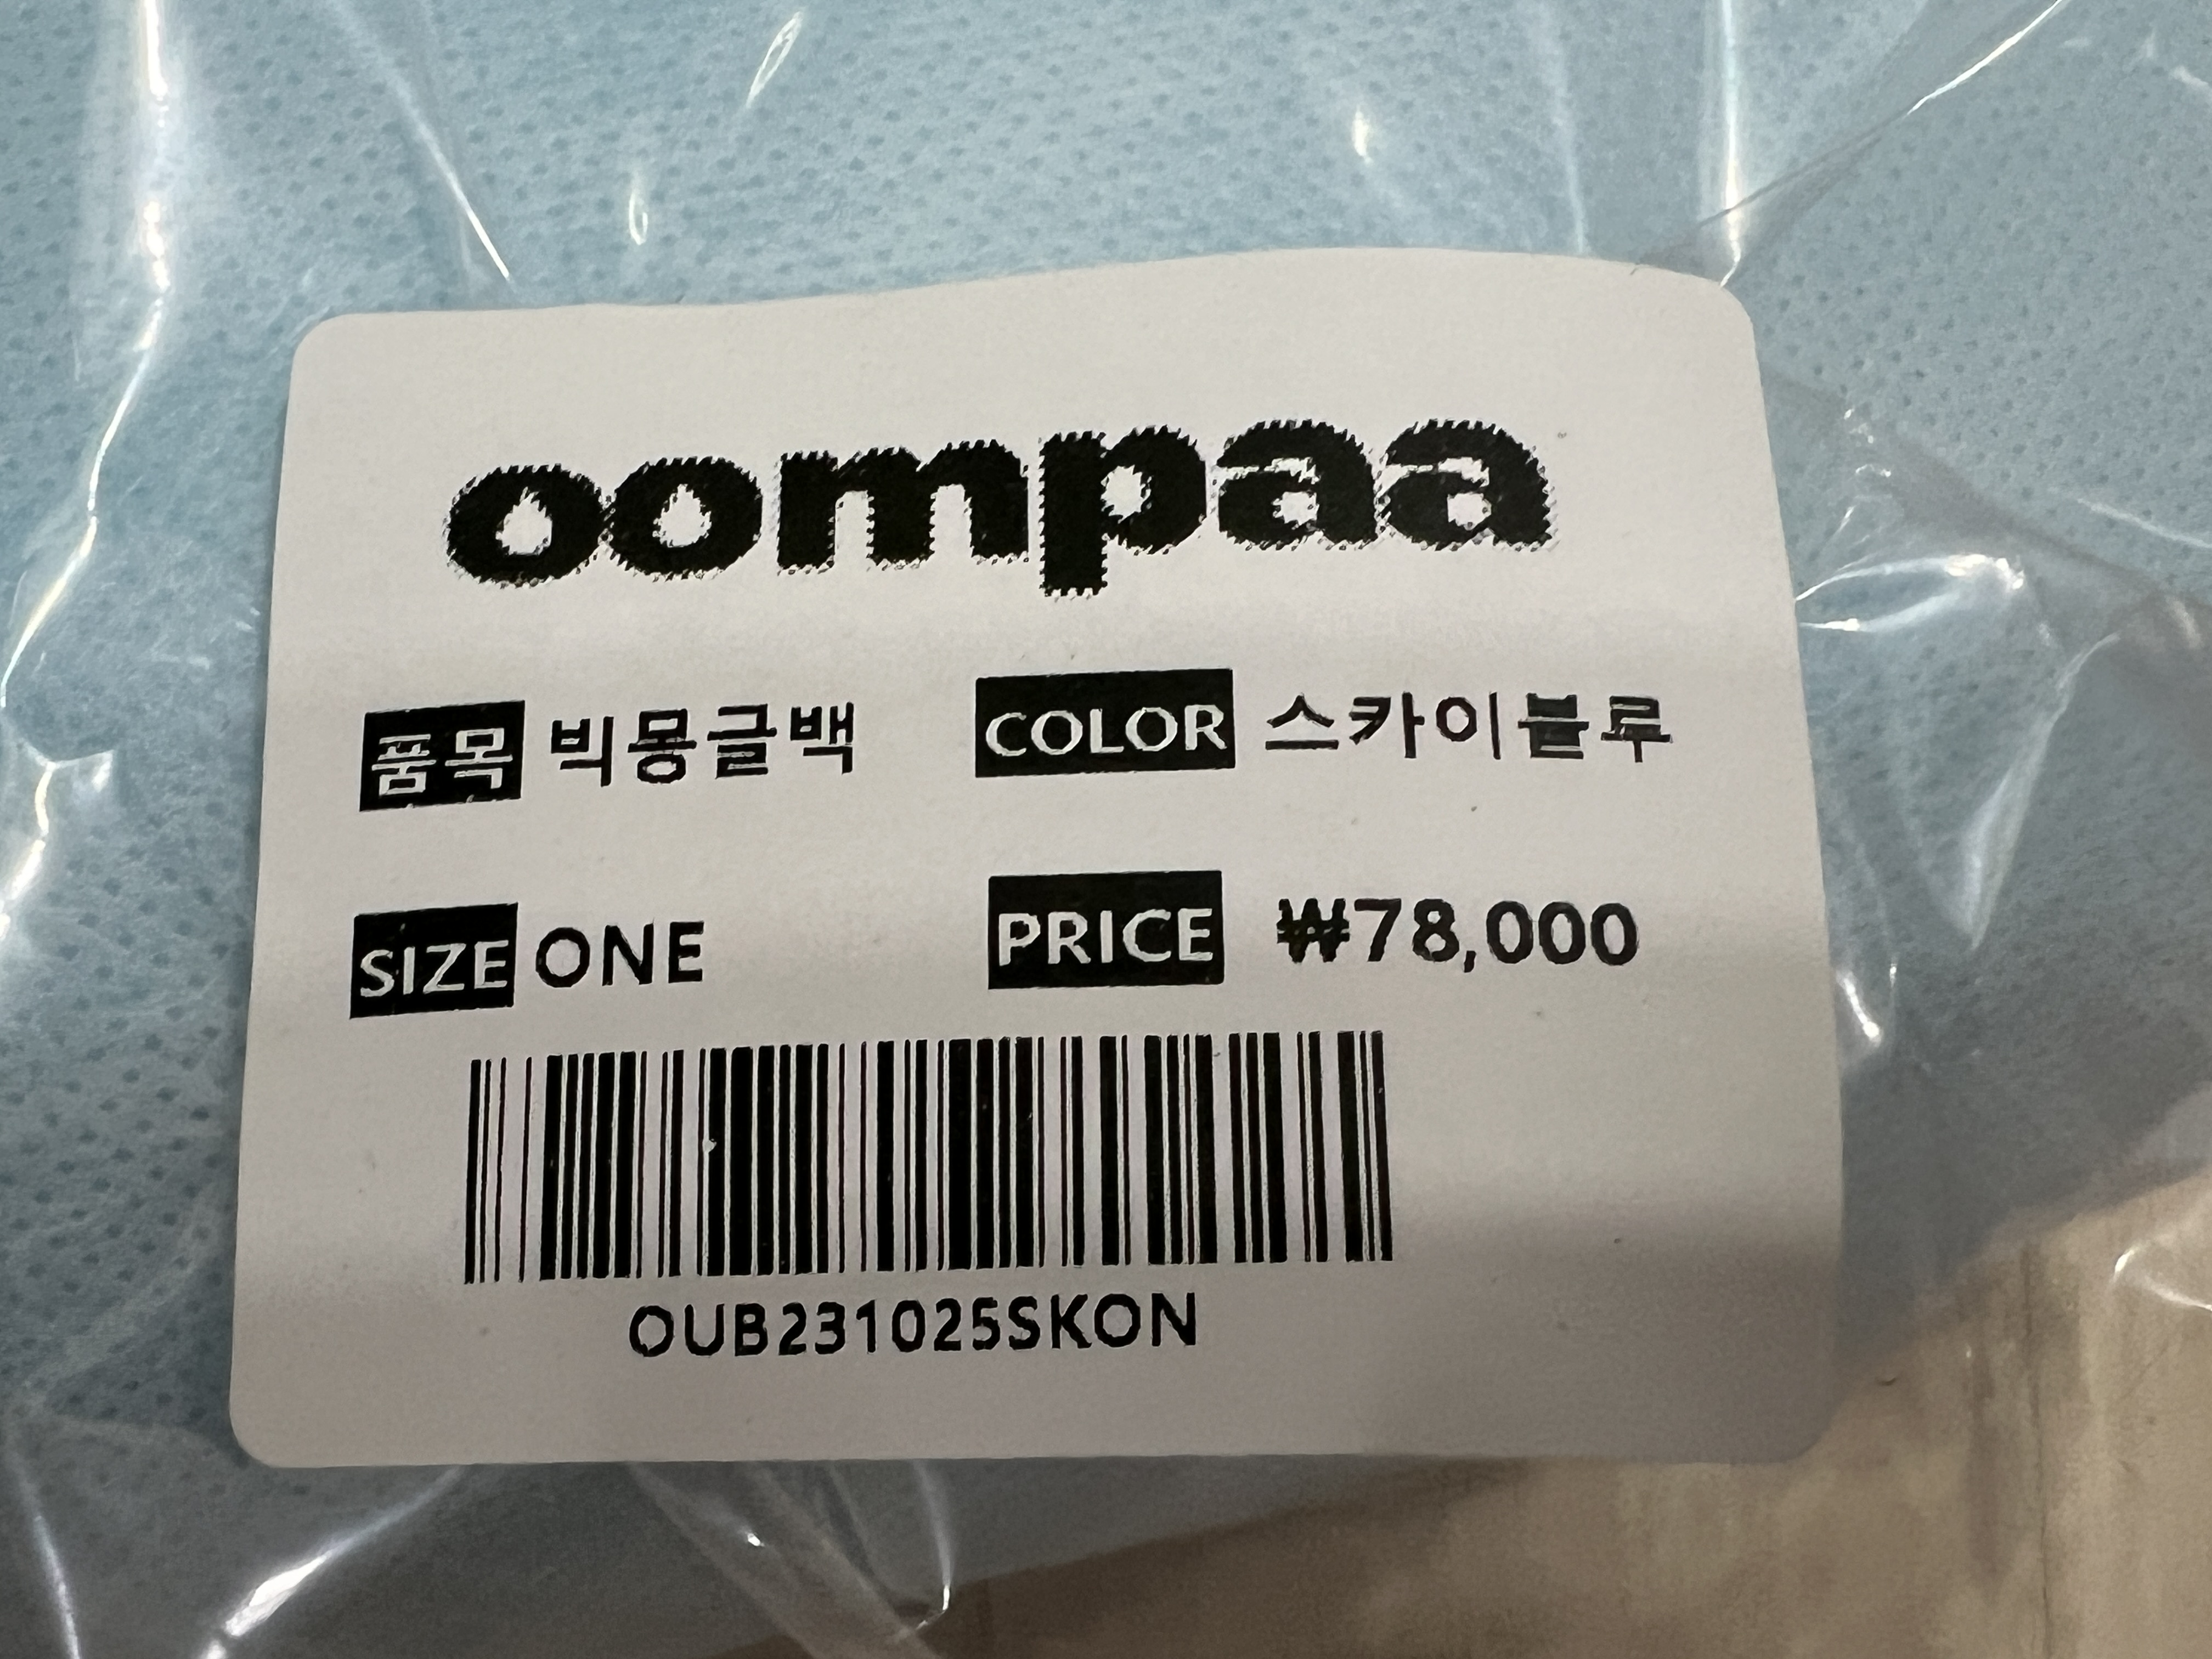 oompaa
품목 빅몽글백 COLOR 스카이블루
SIZE ONE PRICE ₩78,000
OUB231025SKON